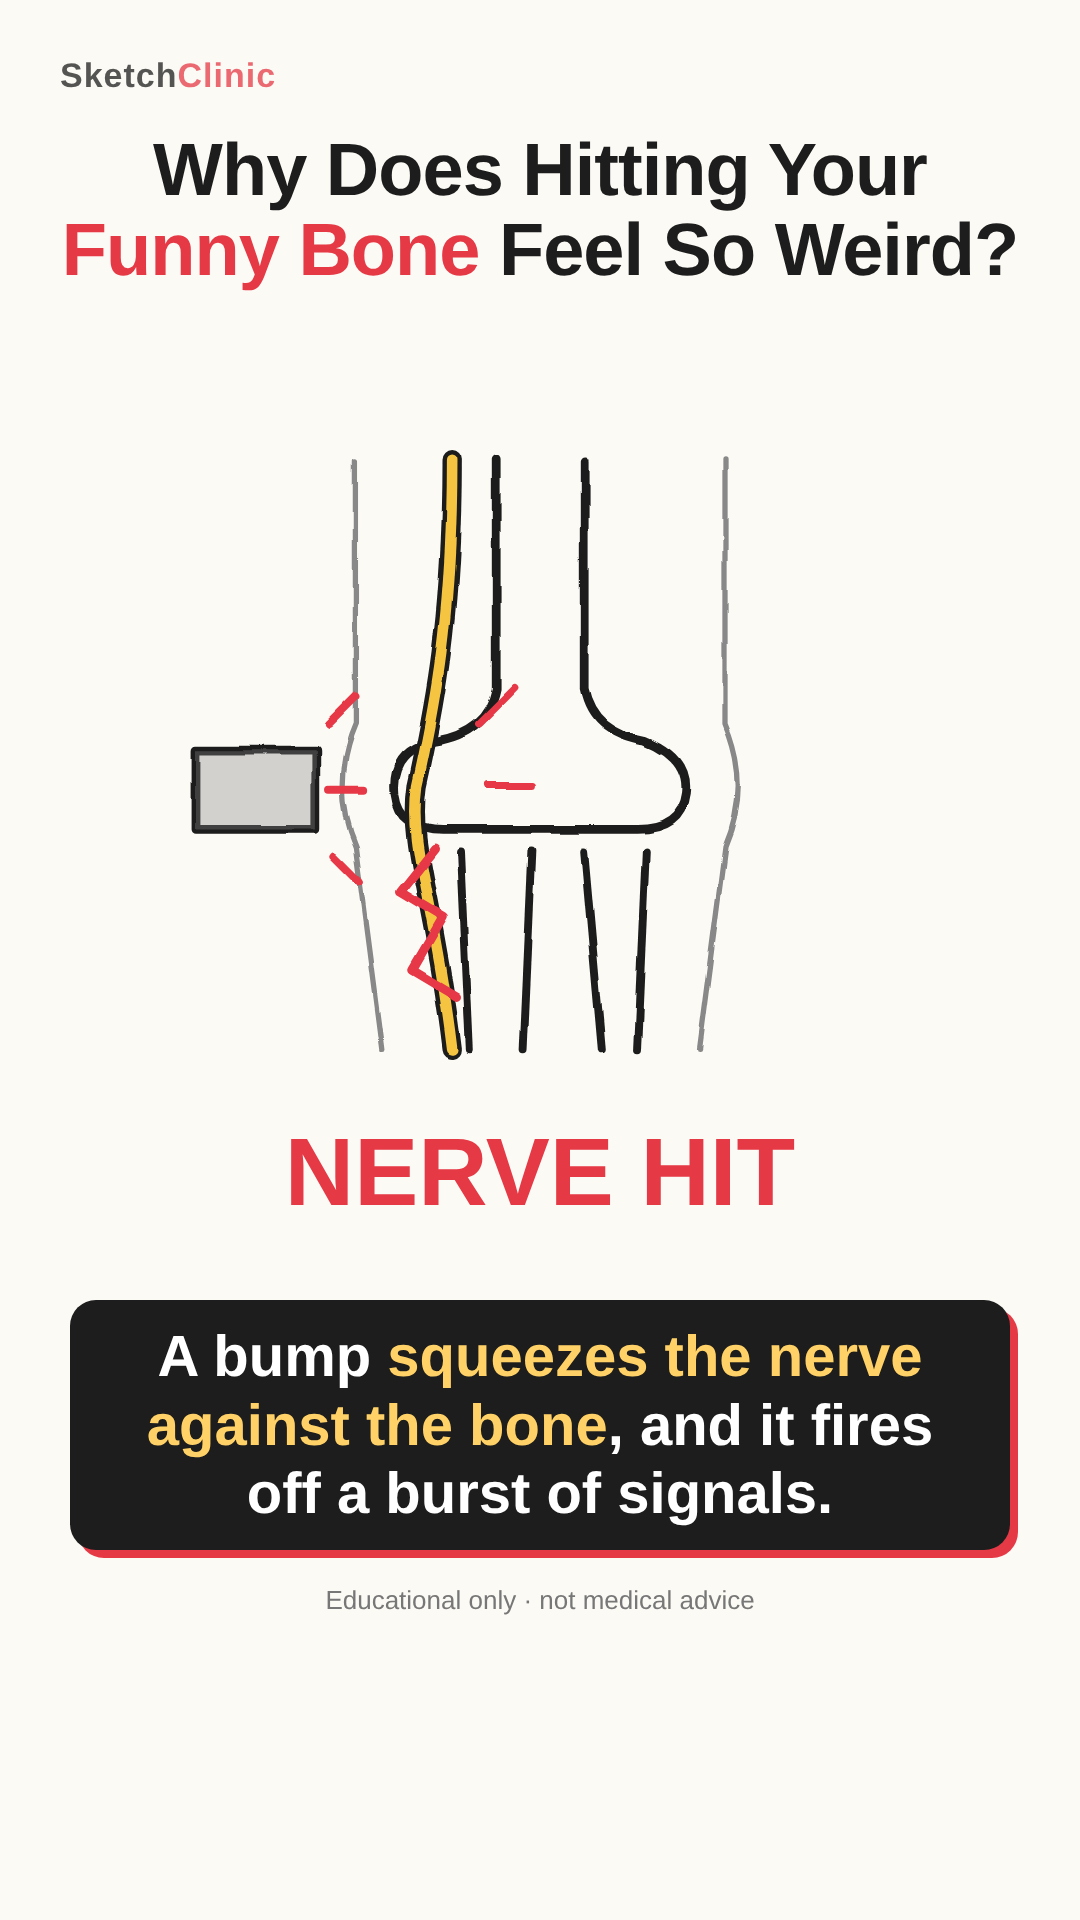 SketchClinic
Why Does Hitting Your
Funny Bone Feel So Weird?
NERVE HIT
A bump squeezes the nerve
against the bone, and it fires
off a burst of signals.
Educational only · not medical advice